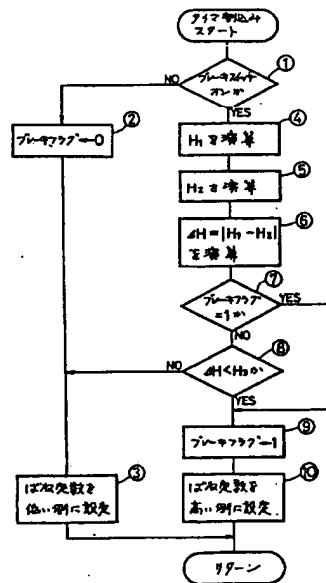 タイマ割込み
スタート
①
ブレーキスイッチ
オンか
NO
YES
②
ブレーキフラグ←0
④
H₁を演算
⑤
H₂を演算
⑥
ΔH=|H₁-H₂|
を演算
⑦
ブレーキフラグ
=1か
YES
NO
⑧
ΔH<H₃か
NO
YES
⑨
ブレーキフラグ←1
③
ばね定数を
低い側に設定
⑩
ばね定数を
高い側に設定
リターン